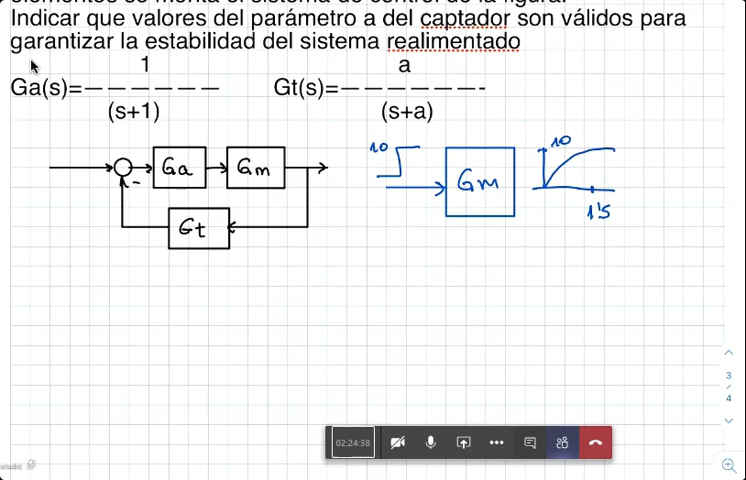 Indicar que valores del parámetro a del captador son válidos para
garantizar la estabilidad del sistema realimentado
1
Ga(s)=— — — — — —
(s+1)
a
Gt(s)=— — — — — --
(s+a)
Ga
Gm
-
Gt
10
Gm
10
1'5
3
/
4
02:24:38